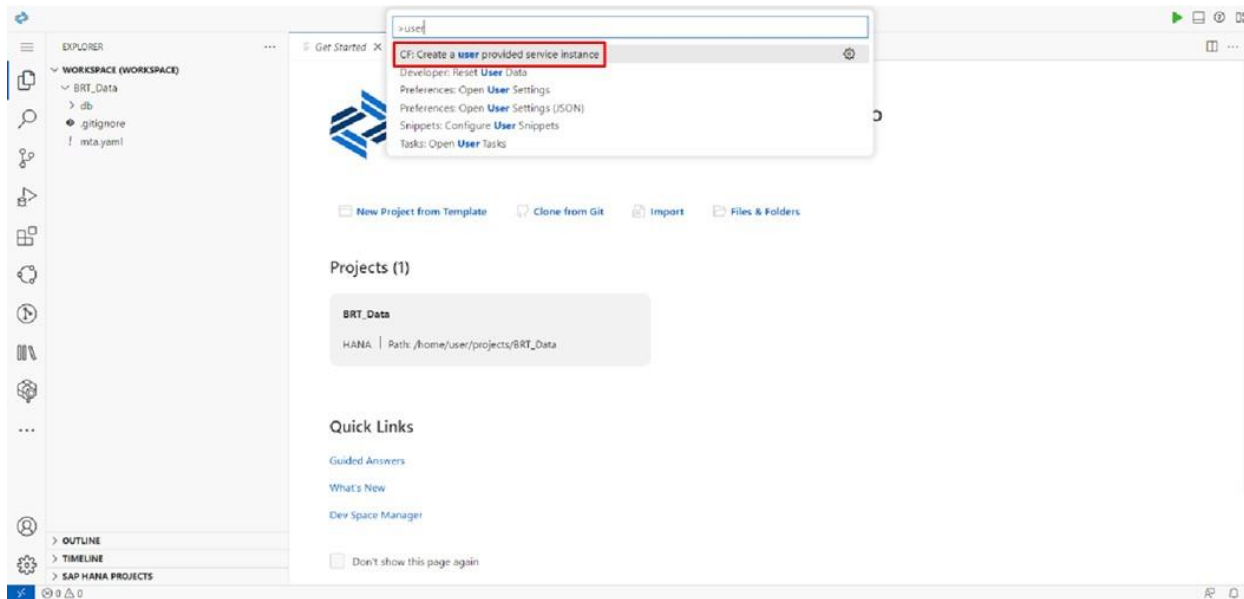 >user
CF: Create a user provided service instance
Developer: Reset User Data
Preferences: Open User Settings
Preferences: Open User Settings (JSON)
Snippets: Configure User Snippets
Tasks: Open User Tasks
EXPLORER
Get Started
WORKSPACE (WORKSPACE)
BRT_Data
db
.gitignore
! mta.yaml
New Project from Template Clone from Git Import Files & Folders
Projects (1)
BRT_Data
HANA | Path: /home/user/projects/BRT_Data
Quick Links
Guided Answers
What's New
Dev Space Manager
Don't show this page again
OUTLINE
TIMELINE
SAP HANA PROJECTS
0 0